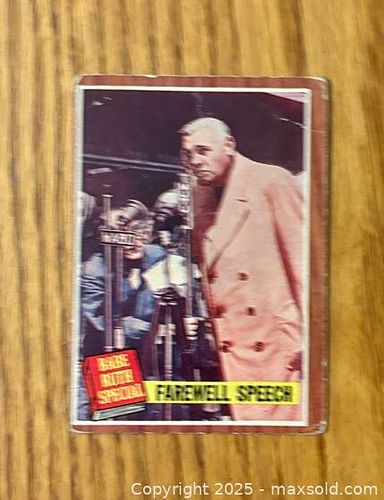 BABE
RUTH
SPECIAL
FAREWELL SPEECH
Copyright 2025 - maxsold.com